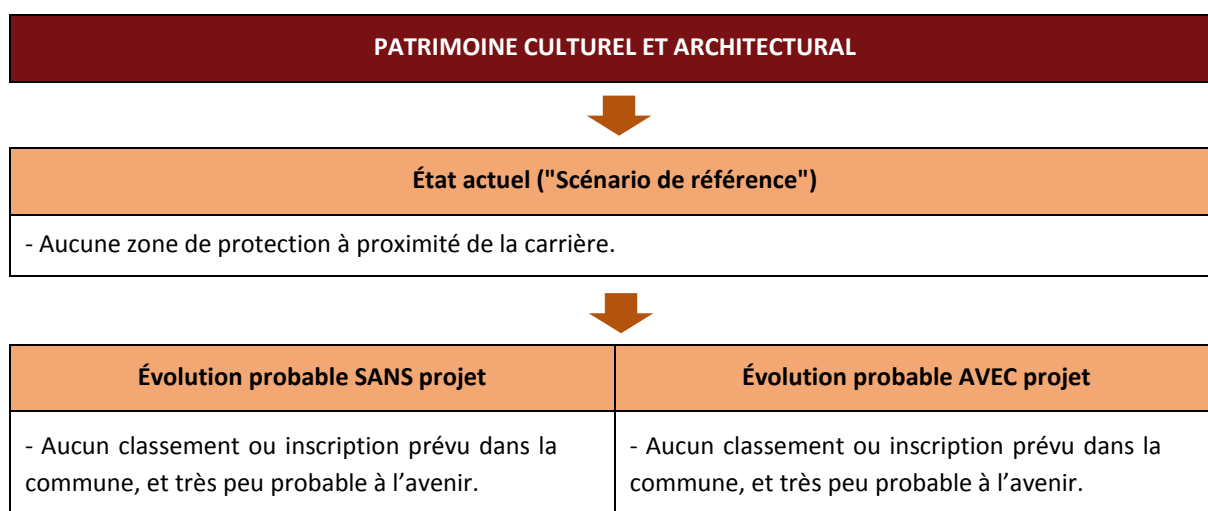 PATRIMOINE CULTUREL ET ARCHITECTURAL
État actuel ("Scénario de référence")
- Aucune zone de protection à proximité de la carrière.
Évolution probable SANS projet
Évolution probable AVEC projet
- Aucun classement ou inscription prévu dans la
commune, et très peu probable à l’avenir.
- Aucun classement ou inscription prévu dans la
commune, et très peu probable à l’avenir.